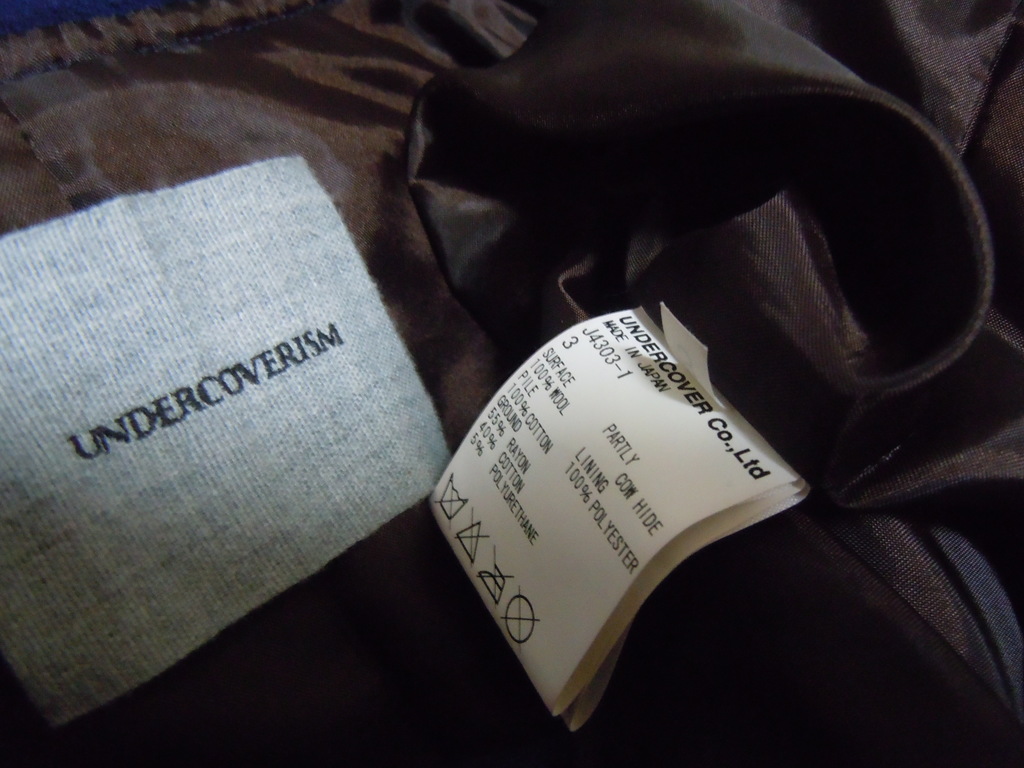 UNDERCOVERISM
UNDERCOVER Co.,Ltd
MADE IN JAPAN
J4303-1
3
SURFACE
100% WOOL
PILE
100% COTTON
GROUND
55% RAYON
40% COTTON
5% POLYURETHANE
PARTLY COW HIDE
LINING
100% POLYESTER